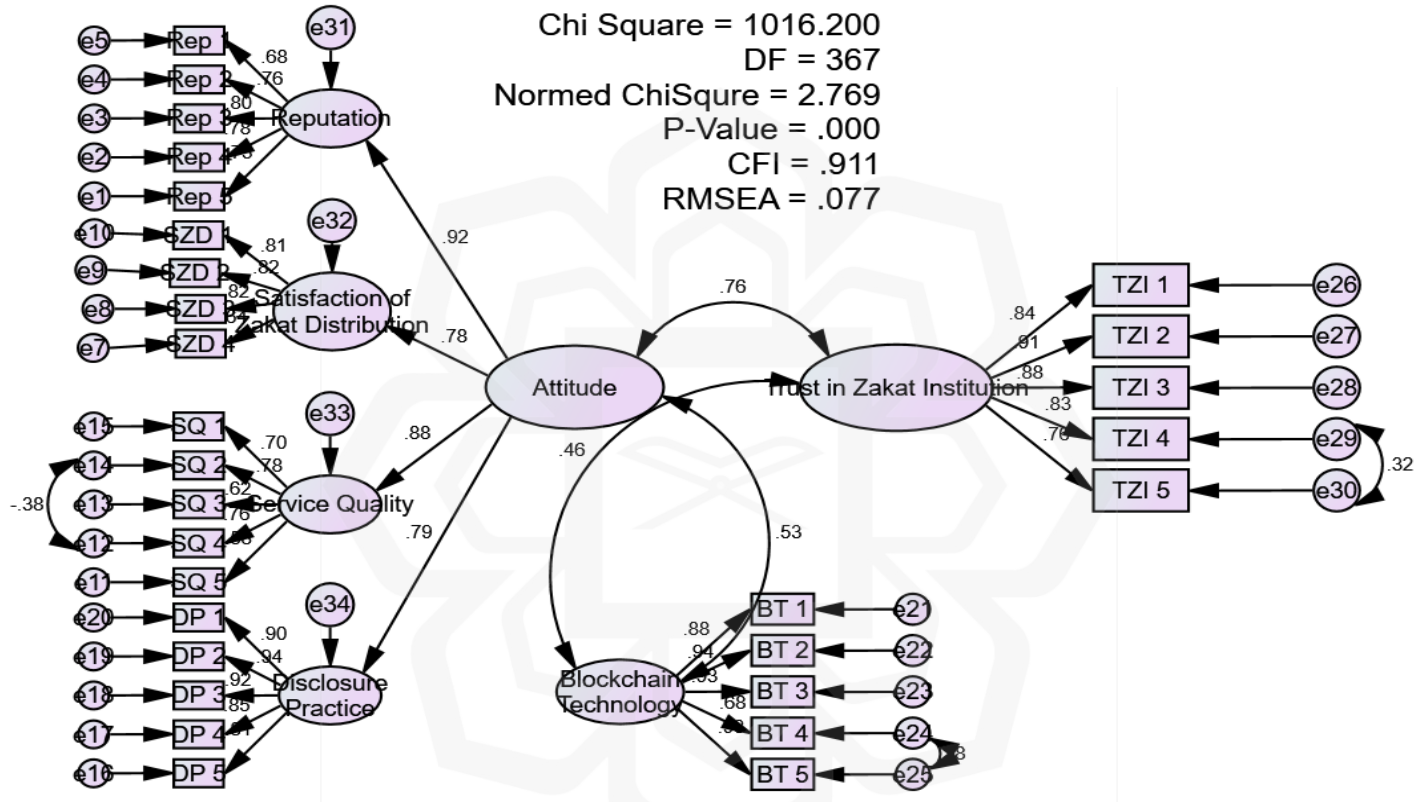 Chi Square = 1016.200
DF = 367
Normed ChiSqure = 2.769
P-Value = .000
CFI = .911
RMSEA = .077
e31
e5
Rep 1
.68
e4
Rep 2
.76
e3
Rep 3
.80
Reputation
e2
Rep 4
.78
e1
Rep 5
e32
e10
SZD 1
.81
e9
SZD 2
.82
e8
SZD 3
.82
Satisfaction of
Zakat Distribution
e7
SZD 4
.84
.92
.78
.88
.79
Attitude
.76
Trust in Zakat Institution
.84
TZI 1
e26
.91
TZI 2
e27
.88
TZI 3
e28
.83
TZI 4
e29
.76
TZI 5
e30
.32
e33
e15
SQ 1
.70
e14
SQ 2
.78
e13
SQ 3
.62
Service Quality
e12
SQ 4
.76
e11
SQ 5
-.38
.46
.53
e34
e20
DP 1
.90
e19
DP 2
.94
e18
DP 3
.92
Disclosure
Practice
e17
DP 4
.85
e16
DP 5
Blockchain
Technology
.88
BT 1
e21
.94
BT 2
e22
.93
BT 3
e23
.68
BT 4
e24
BT 5
e25